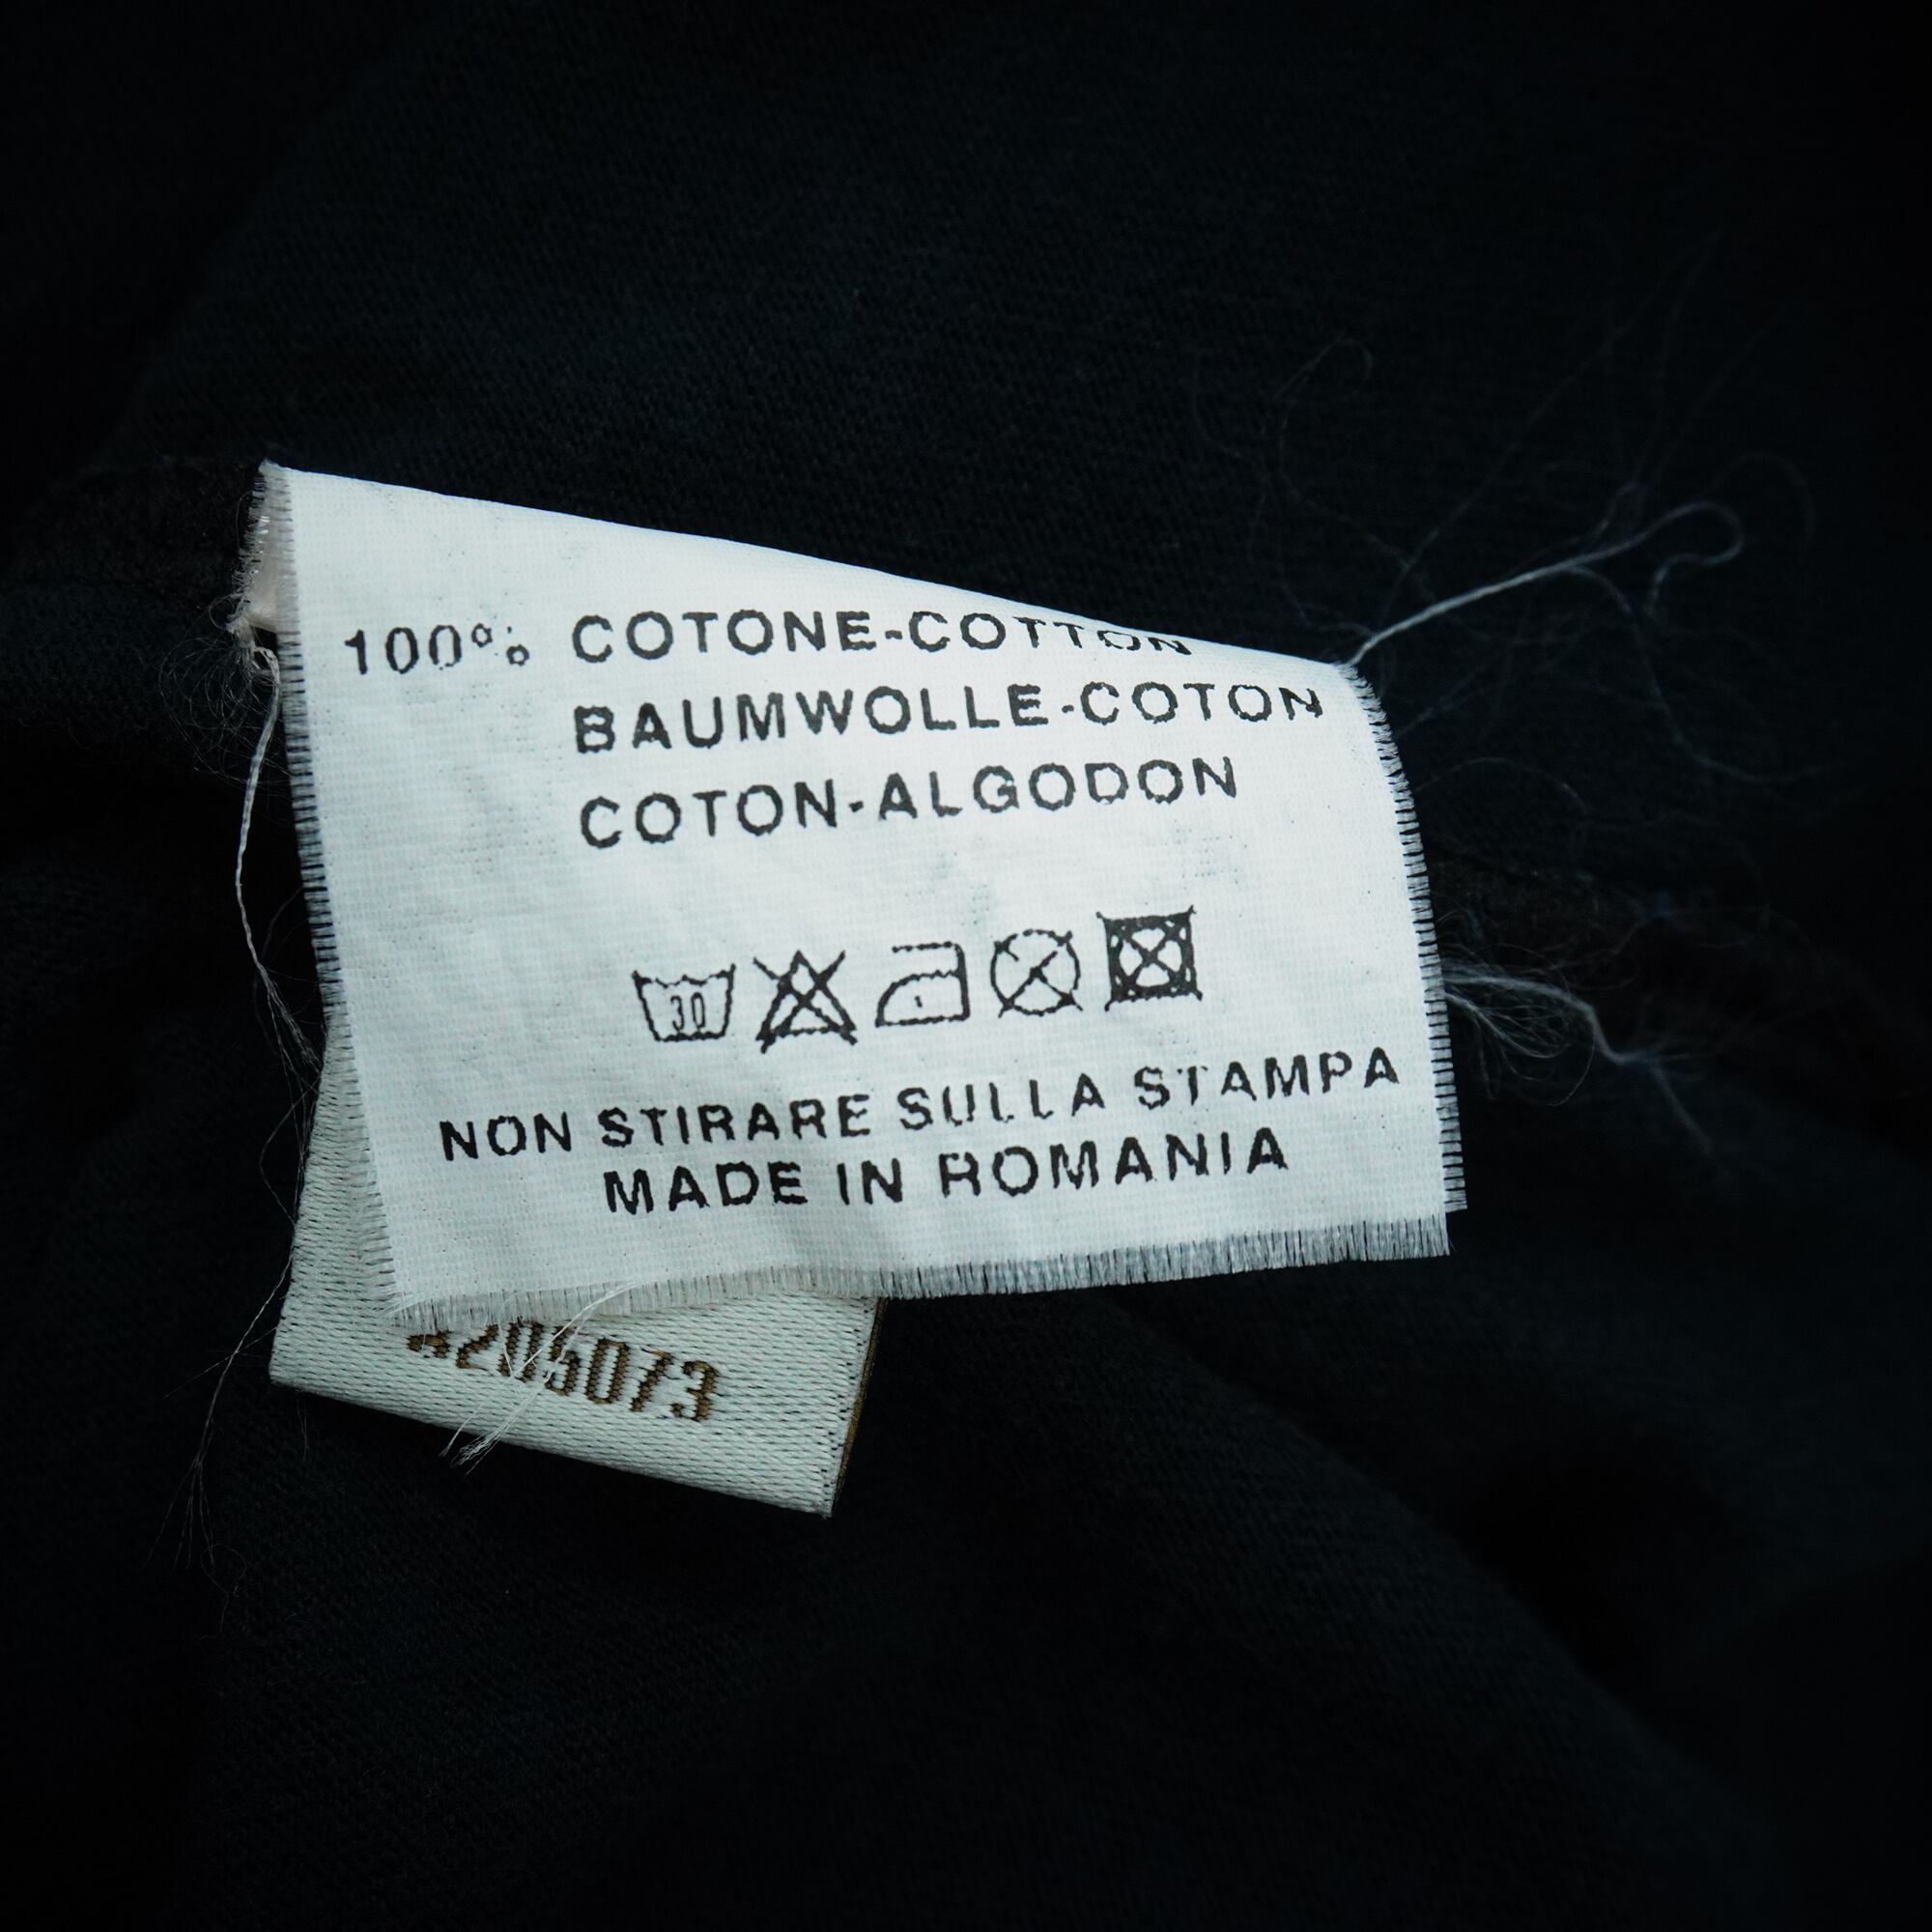 100% COTONE-COTTON
BAUMWOLLE-COTON
COTON-ALGODON
30
NON STIRARE SULLA STAMPA
MADE IN ROMANIA